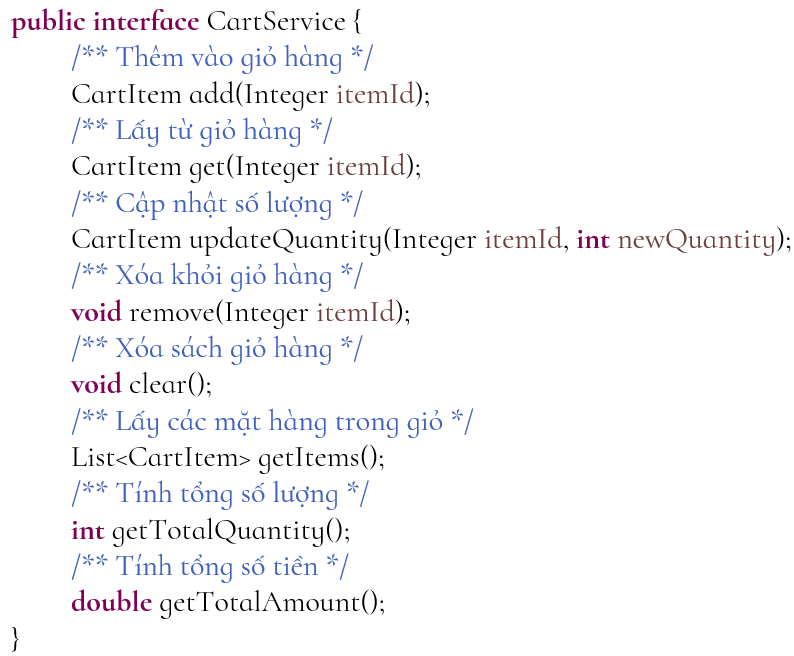 public interface CartService {
/** Thêm vào giỏ hàng */
CartItem add(Integer itemId);
/** Lấy từ giỏ hàng */
CartItem get(Integer itemId);
/** Cập nhật số lượng */
CartItem updateQuantity(Integer itemId, int newQuantity);
/** Xóa khỏi giỏ hàng */
void remove(Integer itemId);
/** Xóa sách giỏ hàng */
void clear();
/** Lấy các mặt hàng trong giỏ */
List<CartItem> getItems();
/** Tính tổng số lượng */
int getTotalQuantity();
/** Tính tổng số tiền */
double getTotalAmount();
}